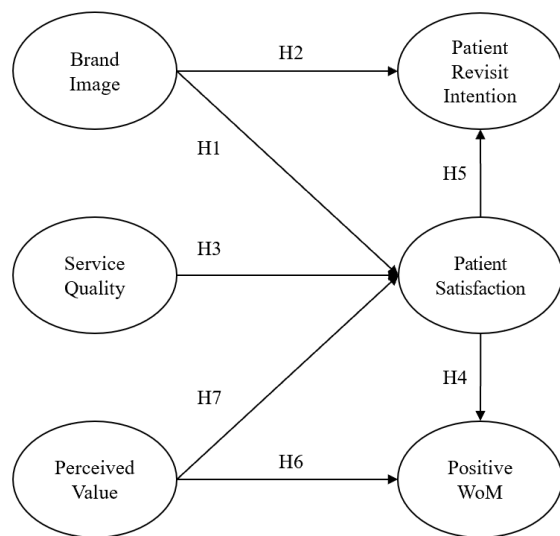 Brand
Image
H2
Patient
Revisit
Intention
H1
H5
Service
Quality
H3
Patient
Satisfaction
H7
H4
Perceived
Value
H6
Positive
WoM